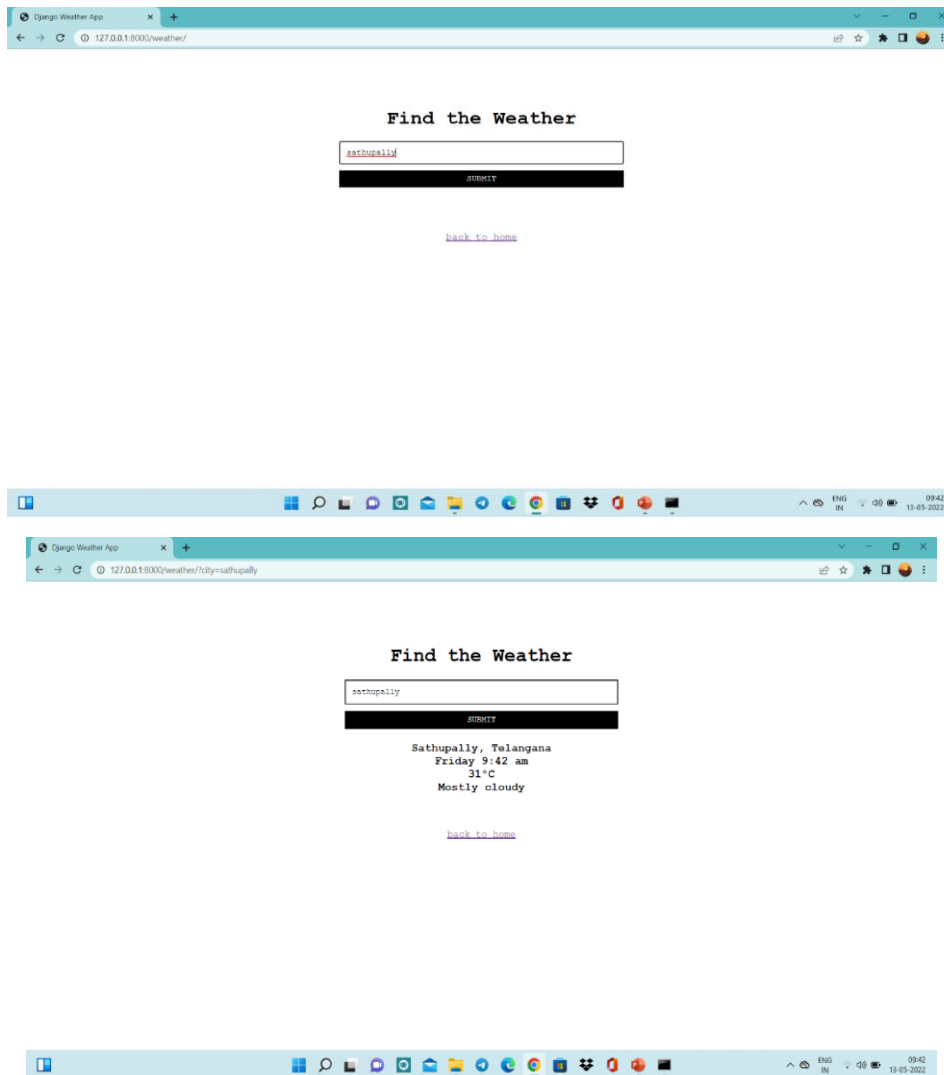 Django Weather App
127.0.0.1:8000/weather/
Find the Weather
sathupally
SUBMIT
back to home
ENG
IN
09:42
13-05-2022
Django Weather App
127.0.0.1:8000/weather/?city=sathupally
Find the Weather
sathupally
SUBMIT
Sathupally, Telangana
Friday 9:42 am
31°C
Mostly cloudy
back to home
ENG
IN
09:42
13-05-2022